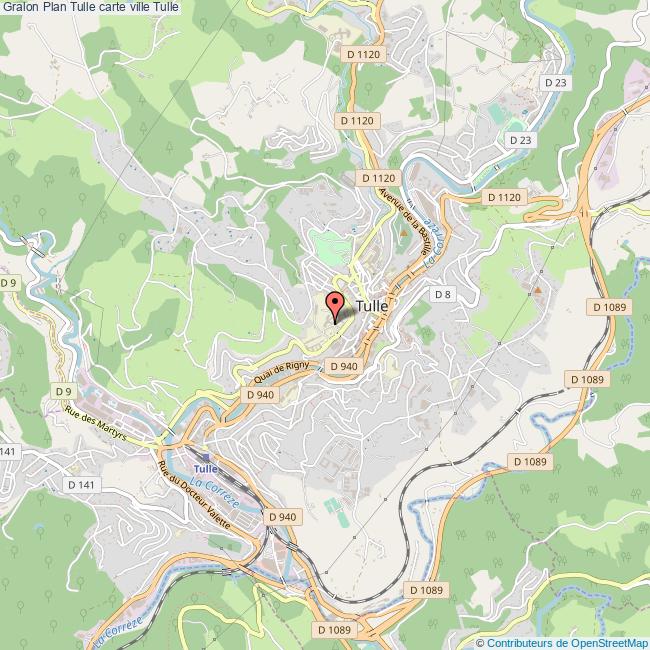 Gralon Plan Tulle carte ville Tulle
D 1120
D 23
D 1120
D 23
D 1120
D 1120
Avenue de la Bastille
La Corrèze
D 9
D 8
Tulle
D 1089
Quai de Rigny
D 940
D 1089
D 9
D 940
Rue des Martyrs
141
D 1089
Tulle
D 141
La Corrèze
Rue du Docteur Valette
D 940
D 1089
La Corrèze
D 1089
© Contributeurs de OpenStreetMap